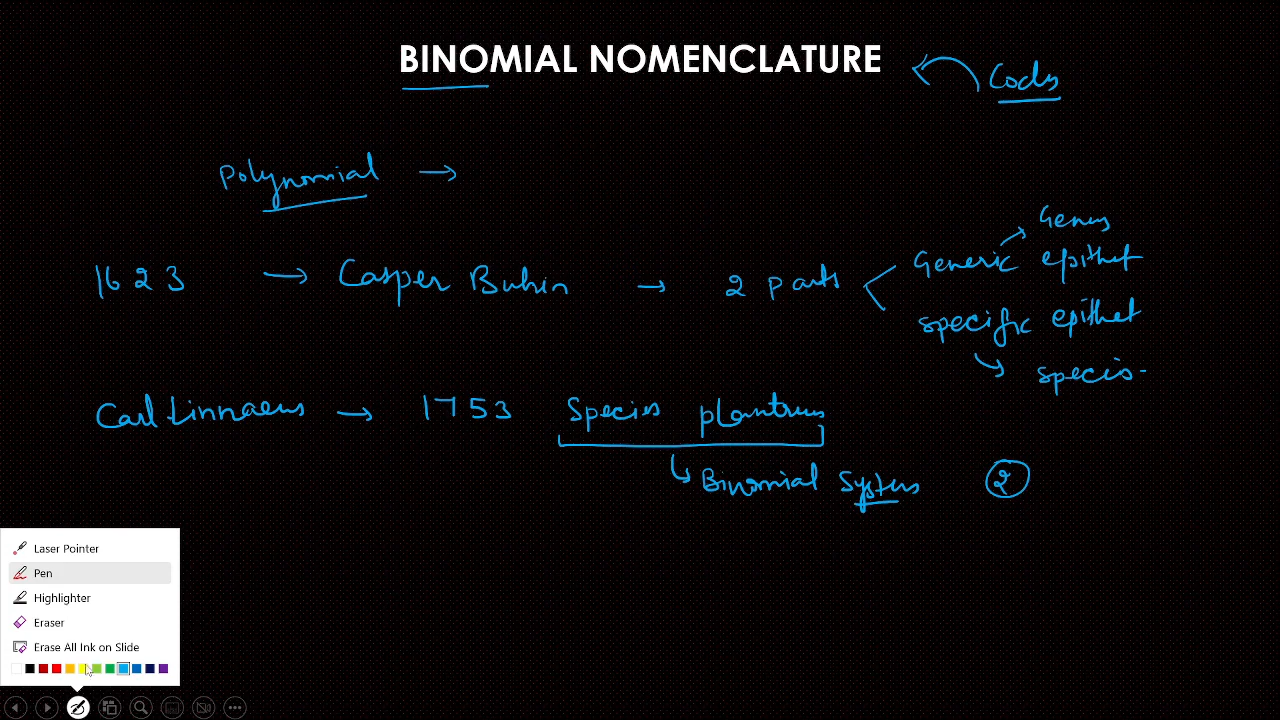 BINOMIAL NOMENCLATURE
Codes
Polynomial →
Genus
1623 → Casper Buhin → 2 parts
Generic epithet
specific epithet
species
Carl Linnaeus → 1753 Species plantrum
Binomial System 2
Laser Pointer
Pen
Highlighter
Eraser
Erase All Ink on Slide